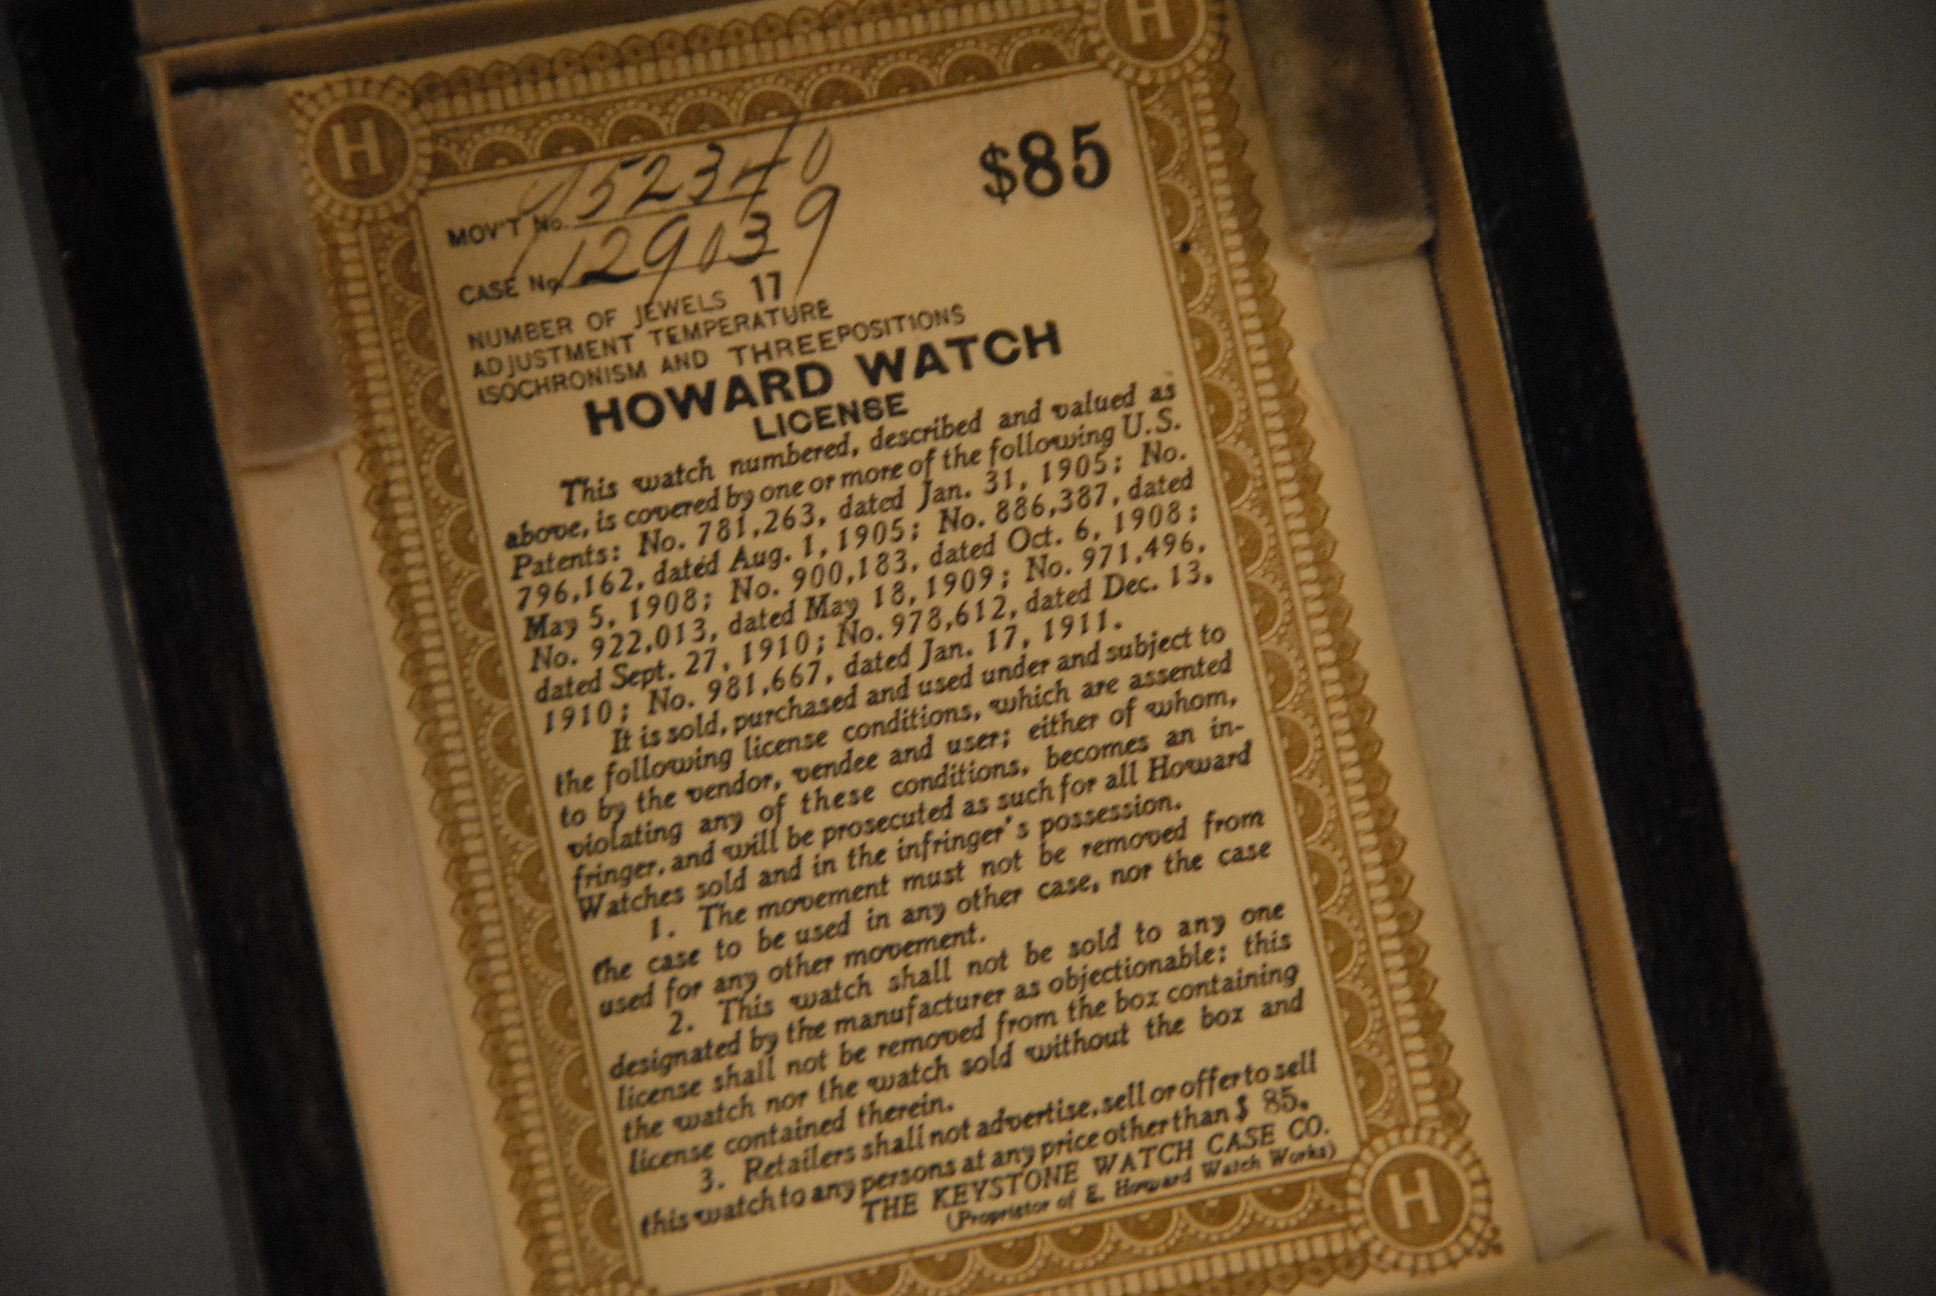 H
H
$85
MOV'T No. 952340
CASE No. 1129039
NUMBER OF JEWELS 17
ADJUSTMENT TEMPERATURE
ISOCHRONISM AND THREE POSITIONS
HOWARD WATCH
LICENSE
This watch numbered, described and valued as
above, is covered by one or more of the following U.S.
Patents: No. 781,263, dated Jan. 31, 1905; No.
796,162, dated Aug. 1, 1905; No. 886,387, dated
May 5, 1908; No. 900,183, dated Oct. 6, 1908;
No. 922,013, dated May 18, 1909; No. 971,496,
dated Sept. 27, 1910; No. 978,612, dated Dec. 13,
1910; No. 981,667, dated Jan. 17, 1911.
It is sold, purchased and used under and subject to
the following license conditions, which are assented
to by the vendor, vendee and user; either of whom,
violating any of these conditions, becomes an in-
fringer, and will be prosecuted as such for all Howard
Watches sold and in the infringer's possession.
1. The movement must not be removed from
the case to be used in any other case, nor the case
used for any other movement.
2. This watch shall not be sold to any one
designated by the manufacturer as objectionable; this
license shall not be removed from the box containing
the watch nor the watch sold without the box and
license contained therein.
3. Retailers shall not advertise, sell or offer to sell
this watch to any persons at any price other than $ 85.
THE KEYSTONE WATCH CASE CO.
(Proprietor of E. Howard Watch Works)
H